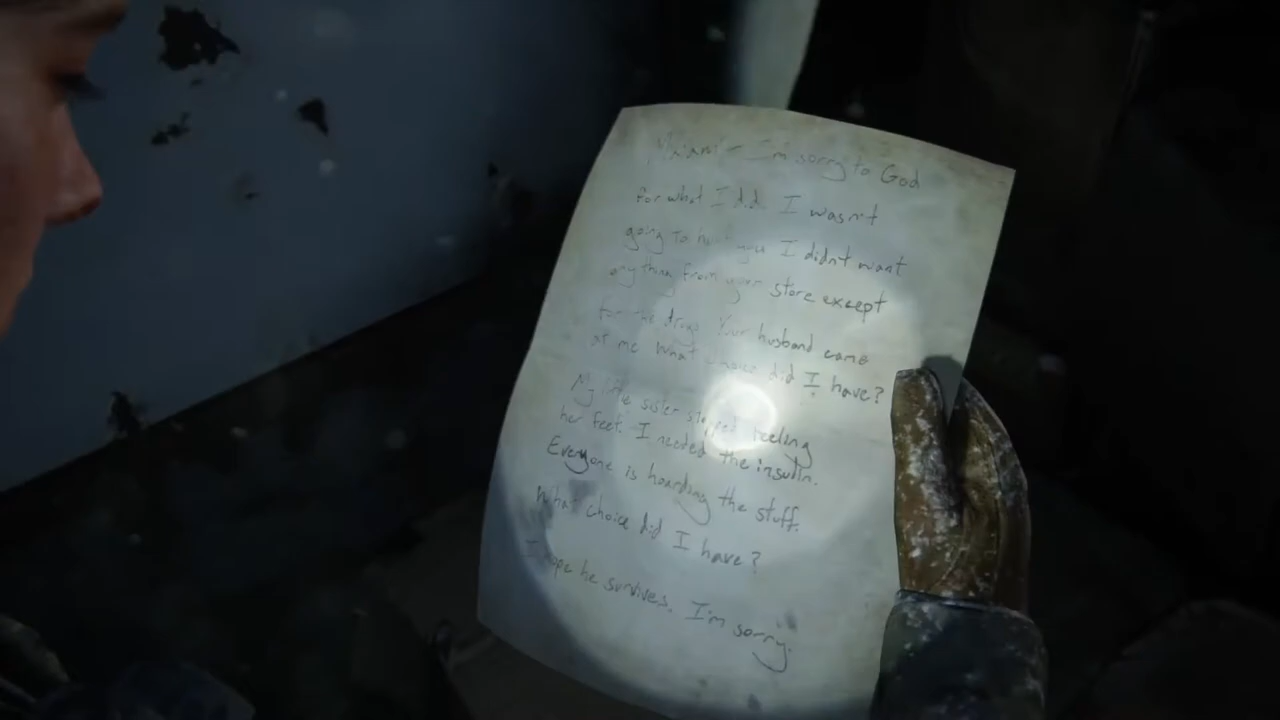 I'm sorry to God
for what I did. I wasn't
going to hurt you I didn't want
anything from your store except
for the drugs. Your husband came
at me What choice did I have?
My little sister stopped feeling
her feet. I needed the insulin.
Everyone is hoarding the stuff.
What choice did I have?
I hope he survives. I'm sorry.